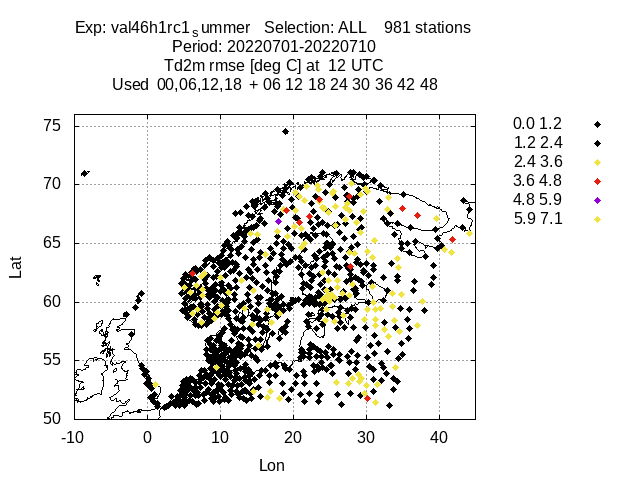 Exp: val46h1rc1summer Selection: ALL 981 stations
Period: 20220701-20220710
Td2m rmse [deg C] at 12 UTC
Used 00,06,12,18 + 06 12 18 24 30 36 42 48
75
70
65
60
55
50
-10 0 10 20 30 40
Lat
Lon
0.0 1.2
1.2 2.4
2.4 3.6
3.6 4.8
4.8 5.9
5.9 7.1